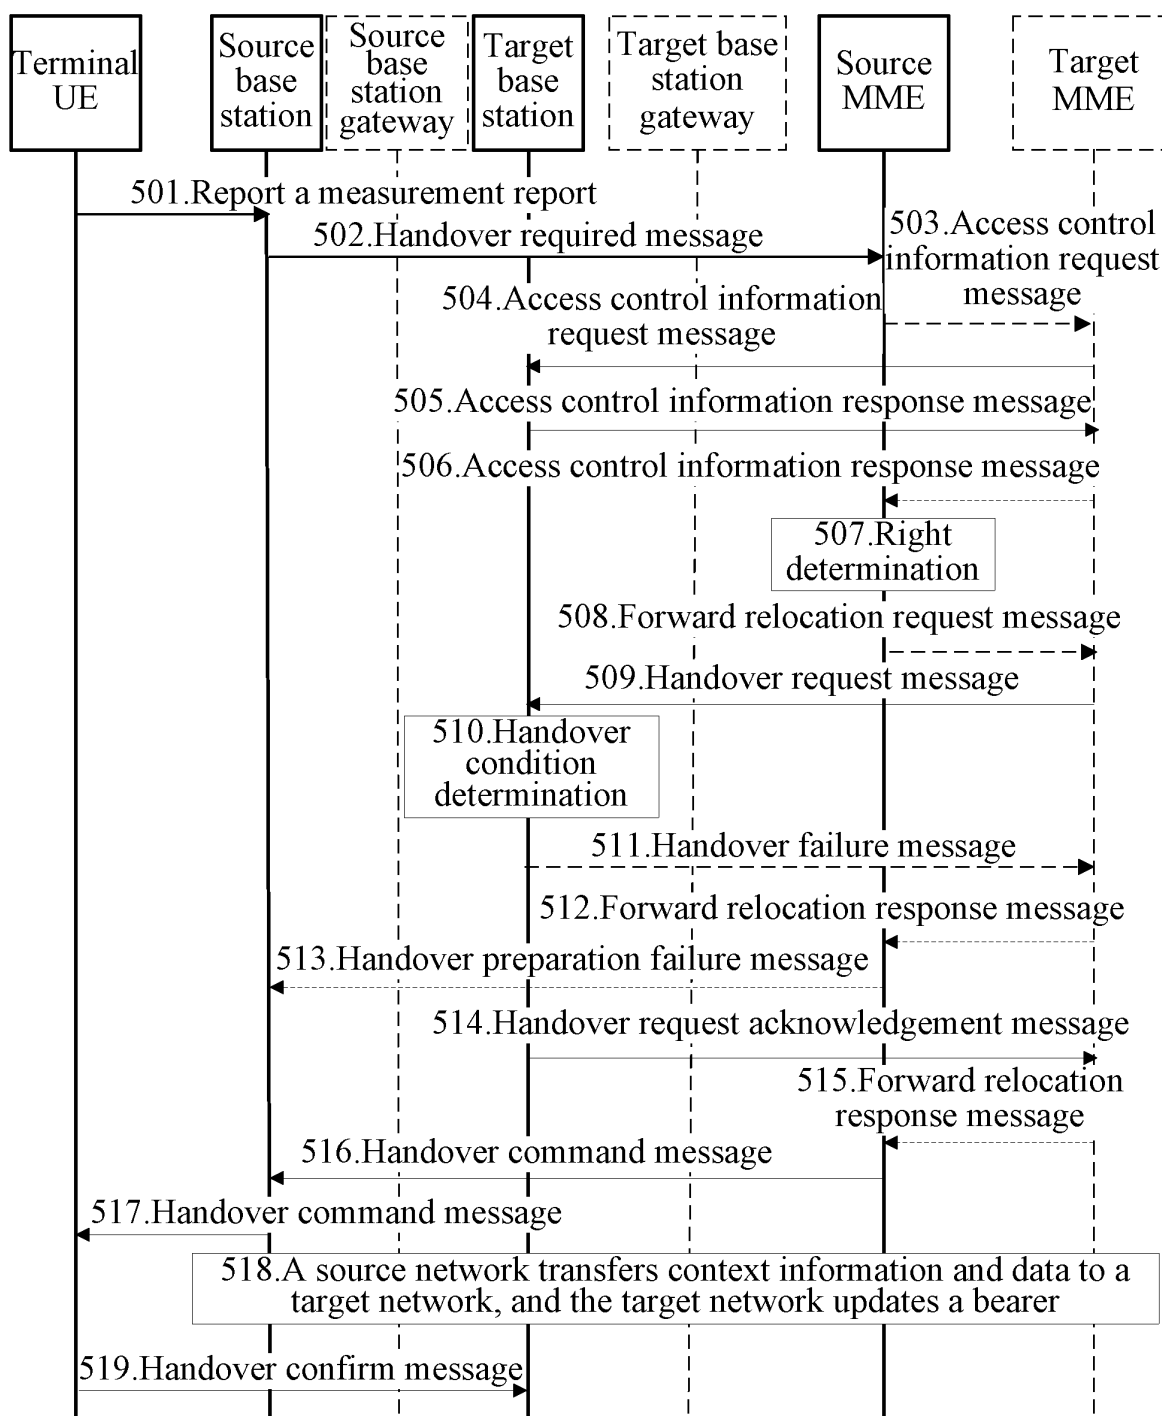 Terminal
UE
Source
base
station
Source
base
station
gateway
Target
base
station
Target base
station
gateway
Source
MME
Target
MME
501.Report a measurement report
502.Handover required message
503.Access control
information request
message
504.Access control information
request message
505.Access control information response message
506.Access control information response message
507.Right
determination
508.Forward relocation request message
509.Handover request message
510.Handover
condition
determination
511.Handover failure message
512.Forward relocation response message
513.Handover preparation failure message
514.Handover request acknowledgement message
515.Forward relocation
response message
516.Handover command message
517.Handover command message
518.A source network transfers context information and data to a
target network, and the target network updates a bearer
519.Handover confirm message